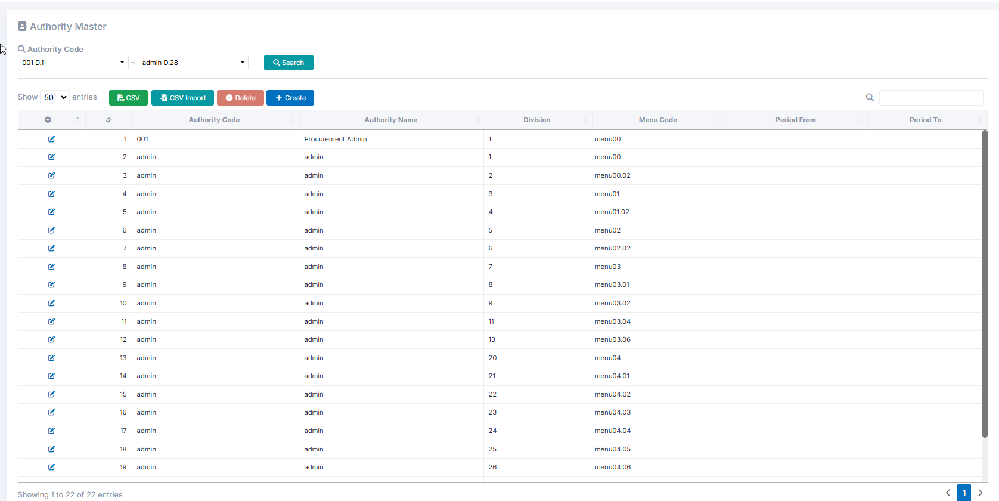 Authority Master
Authority Code
001 D.1 ~ admin D.28 Search
Show 50 entries CSV CSV Import Delete + Create
Authority Code Authority Name Division Menu Code Period From Period To
1 001 Procurement Admin 1 menu00
2 admin admin 1 menu00
3 admin admin 2 menu00.02
4 admin admin 3 menu01
5 admin admin 4 menu01.02
6 admin admin 5 menu02
7 admin admin 6 menu02.02
8 admin admin 7 menu03
9 admin admin 8 menu03.01
10 admin admin 9 menu03.02
11 admin admin 11 menu03.04
12 admin admin 13 menu03.06
13 admin admin 20 menu04
14 admin admin 21 menu04.01
15 admin admin 22 menu04.02
16 admin admin 23 menu04.03
17 admin admin 24 menu04.04
18 admin admin 25 menu04.05
19 admin admin 26 menu04.06
Showing 1 to 22 of 22 entries 1